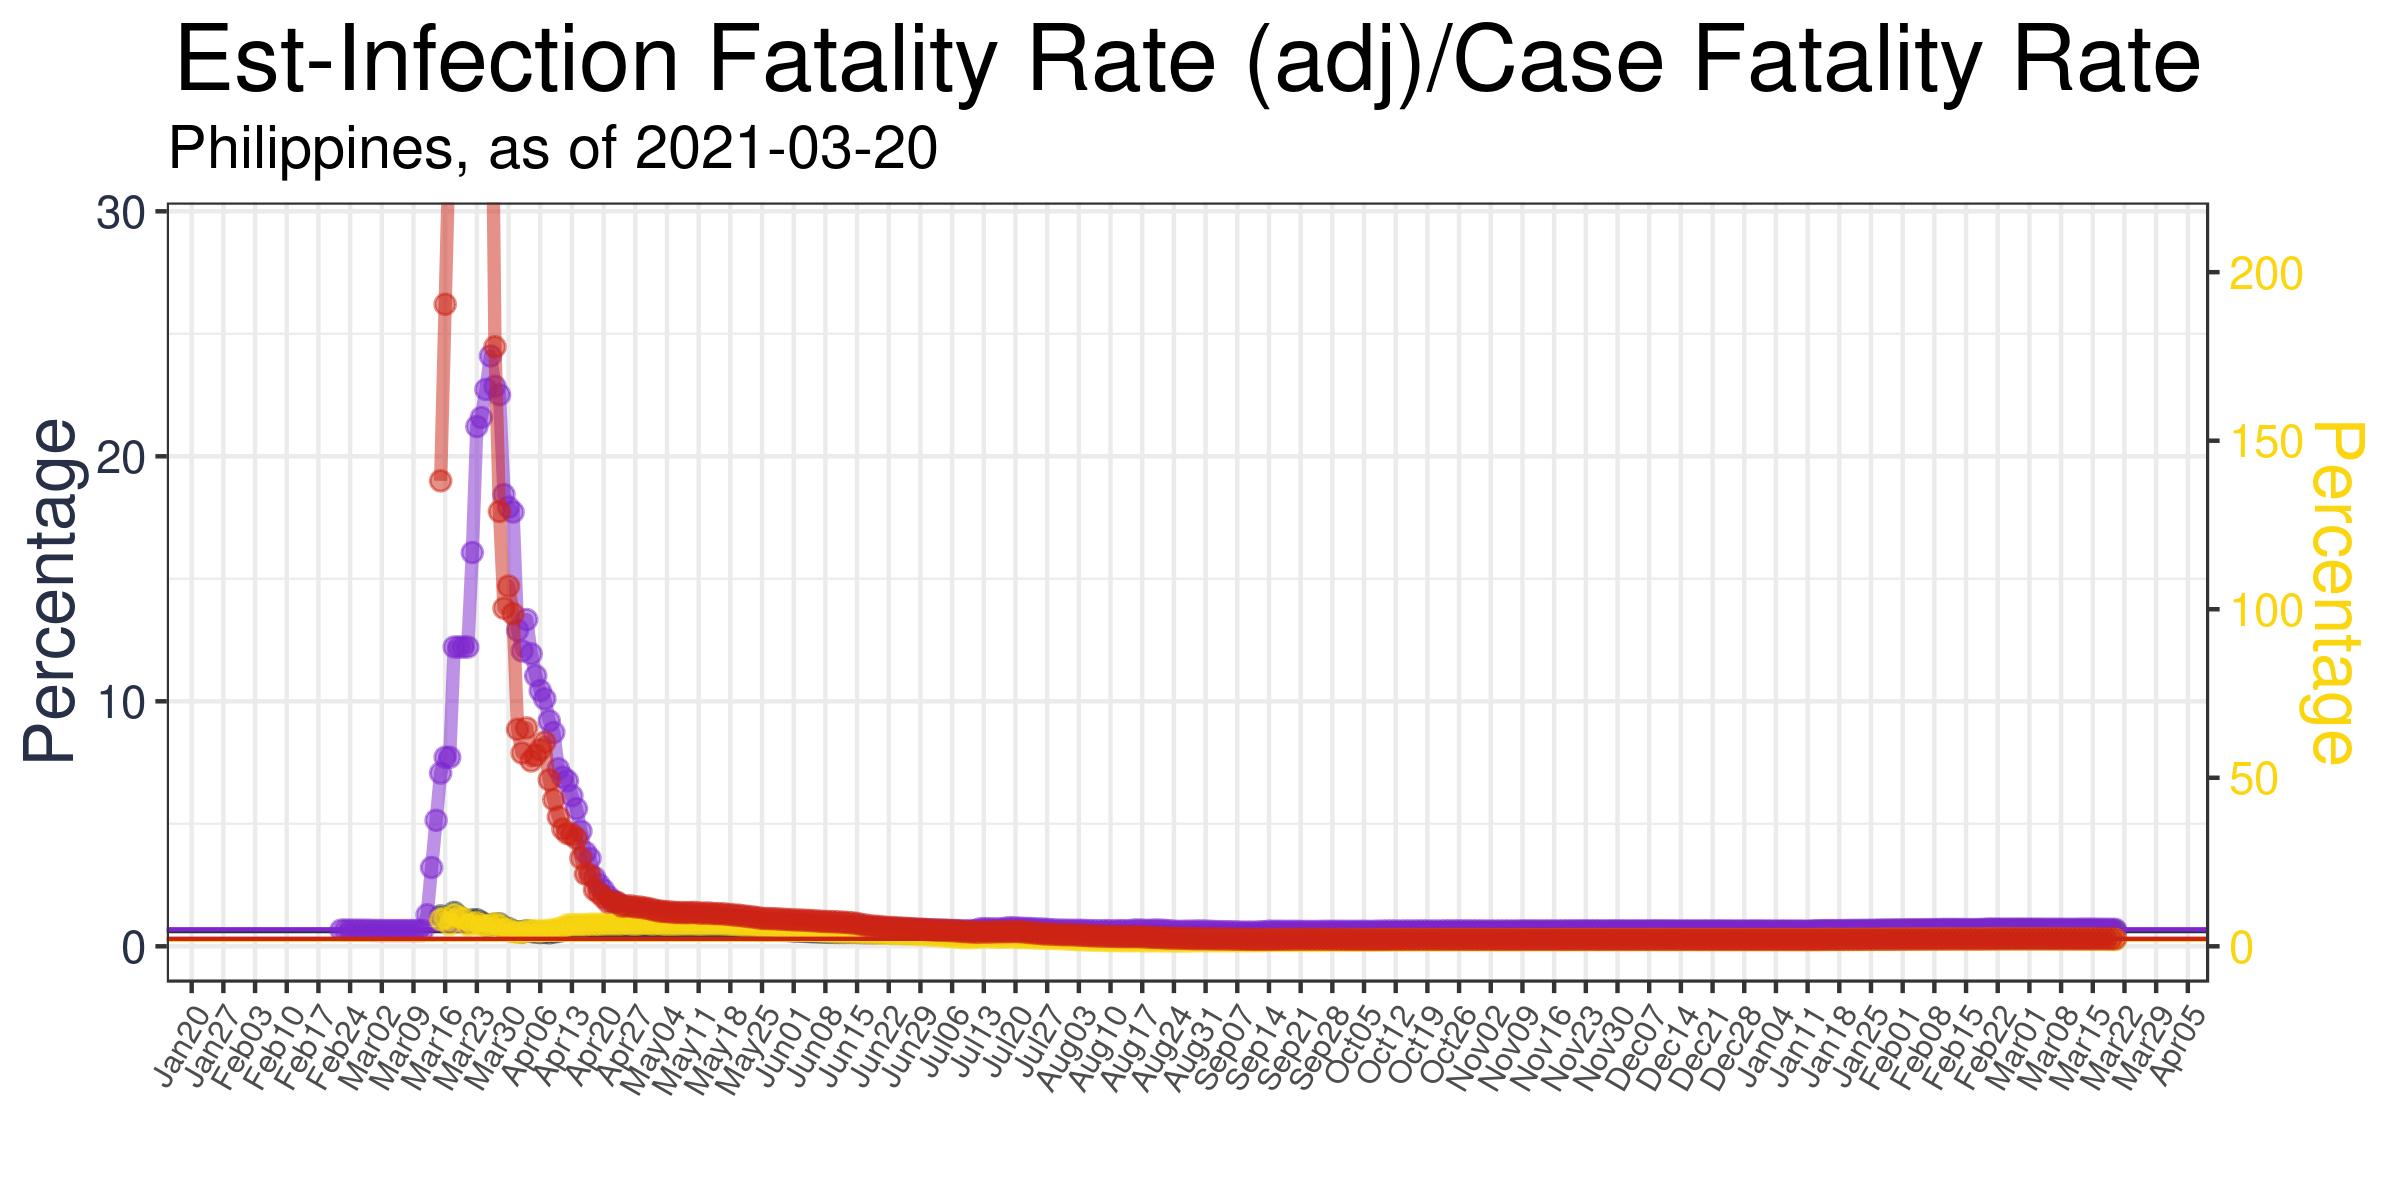 Est-Infection Fatality Rate (adj)/Case Fatality Rate
Philippines, as of 2021-03-20
Percentage
30
20
10
0
200
150
100
50
0
Percentage
Jan20
Jan27
Feb03
Feb10
Feb17
Feb24
Mar02
Mar09
Mar16
Mar23
Mar30
Apr06
Apr13
Apr20
Apr27
May04
May11
May18
May25
Jun01
Jun08
Jun15
Jun22
Jun29
Jul06
Jul13
Jul20
Jul27
Aug03
Aug10
Aug17
Aug24
Aug31
Sep07
Sep14
Sep21
Sep28
Oct05
Oct12
Oct19
Oct26
Nov02
Nov09
Nov16
Nov23
Nov30
Dec07
Dec14
Dec21
Dec28
Dec04
Jan11
Jan18
Jan25
Feb01
Feb08
Feb15
Feb22
Mar01
Mar08
Mar15
Mar22
Mar29
Apr05